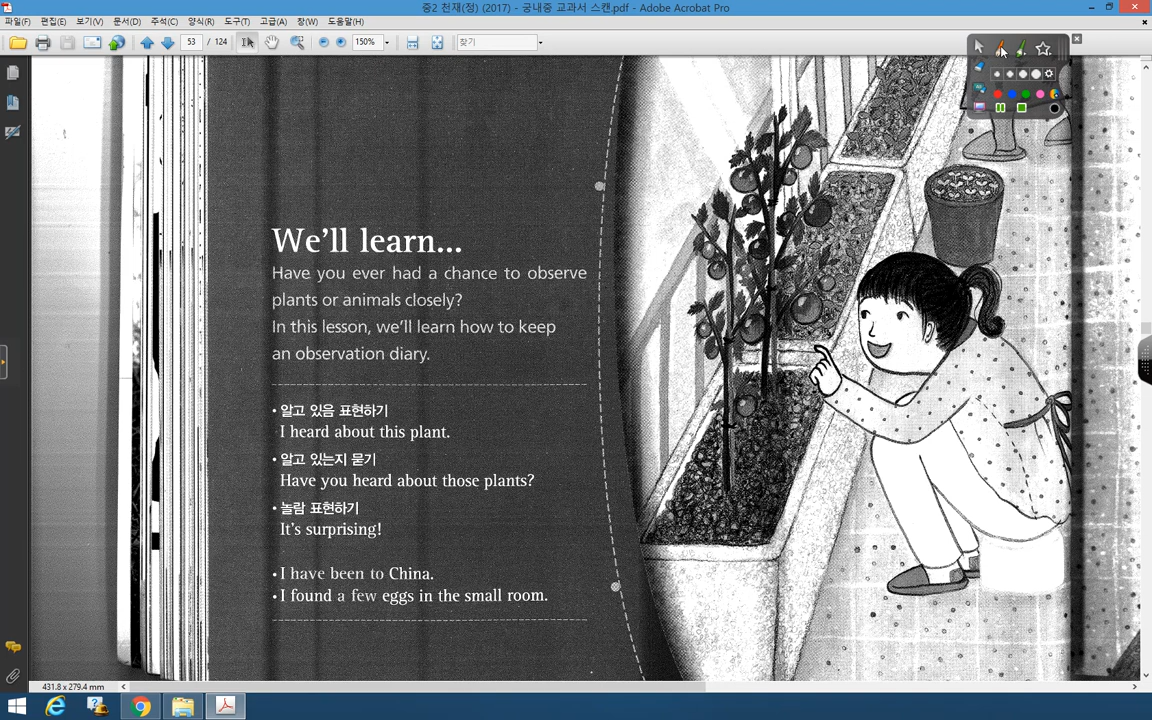 중2 천재(정) (2017) - 궁내중 교과서 스캔.pdf - Adobe Acrobat Pro
파일(F) 편집(E) 보기(V) 문서(D) 주석(C) 양식(R) 도구(T) 고급(A) 창(W) 도움말(H)
53 / 124 150% 찾기
We'll learn...
Have you ever had a chance to observe
plants or animals closely?
In this lesson, we'll learn how to keep
an observation diary.
• 알고 있음 표현하기
I heard about this plant.
• 알고 있는지 묻기
Have you heard about those plants?
• 놀람 표현하기
It's surprising!
• I have been to China.
• I found a few eggs in the small room.
431.8 x 279.4 mm